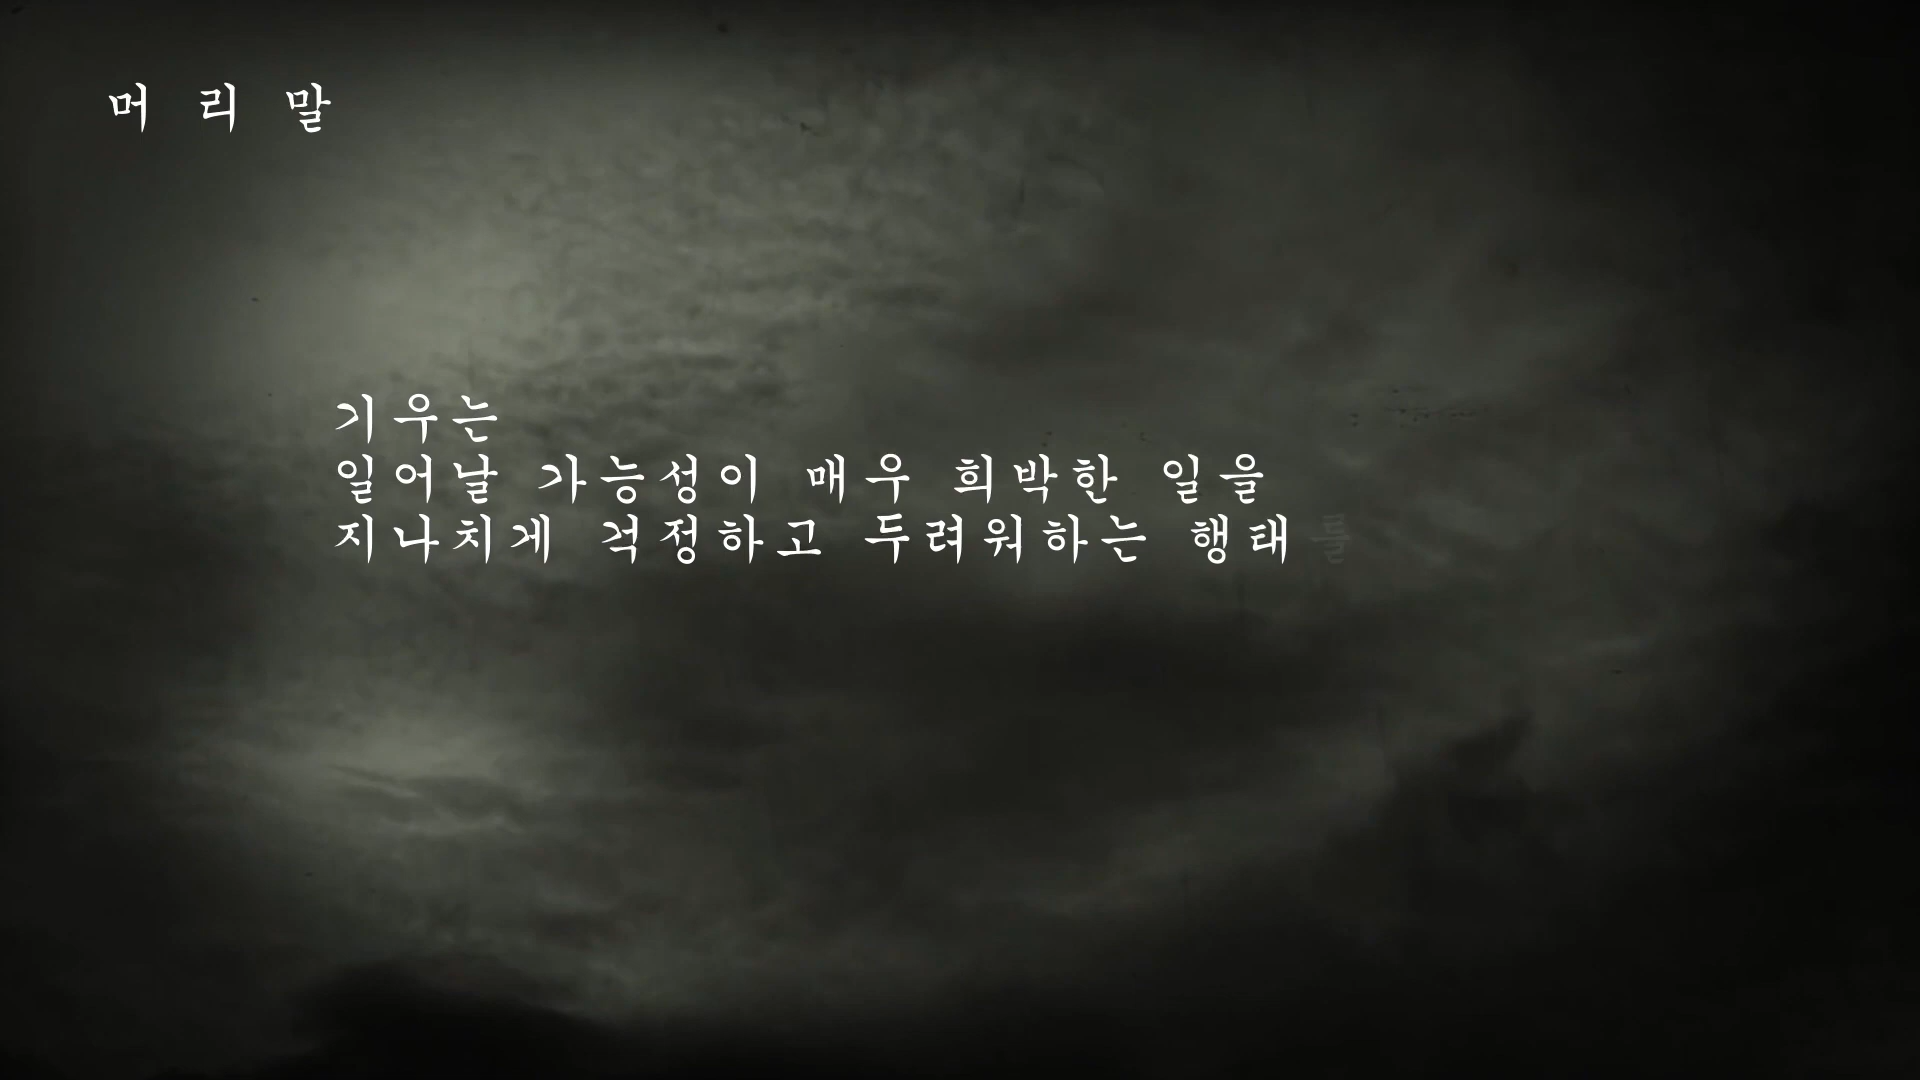 머 리 말
기우는
일어날 가능성이 매우 희박한 일을
지나치게 걱정하고 두려워하는 행태를